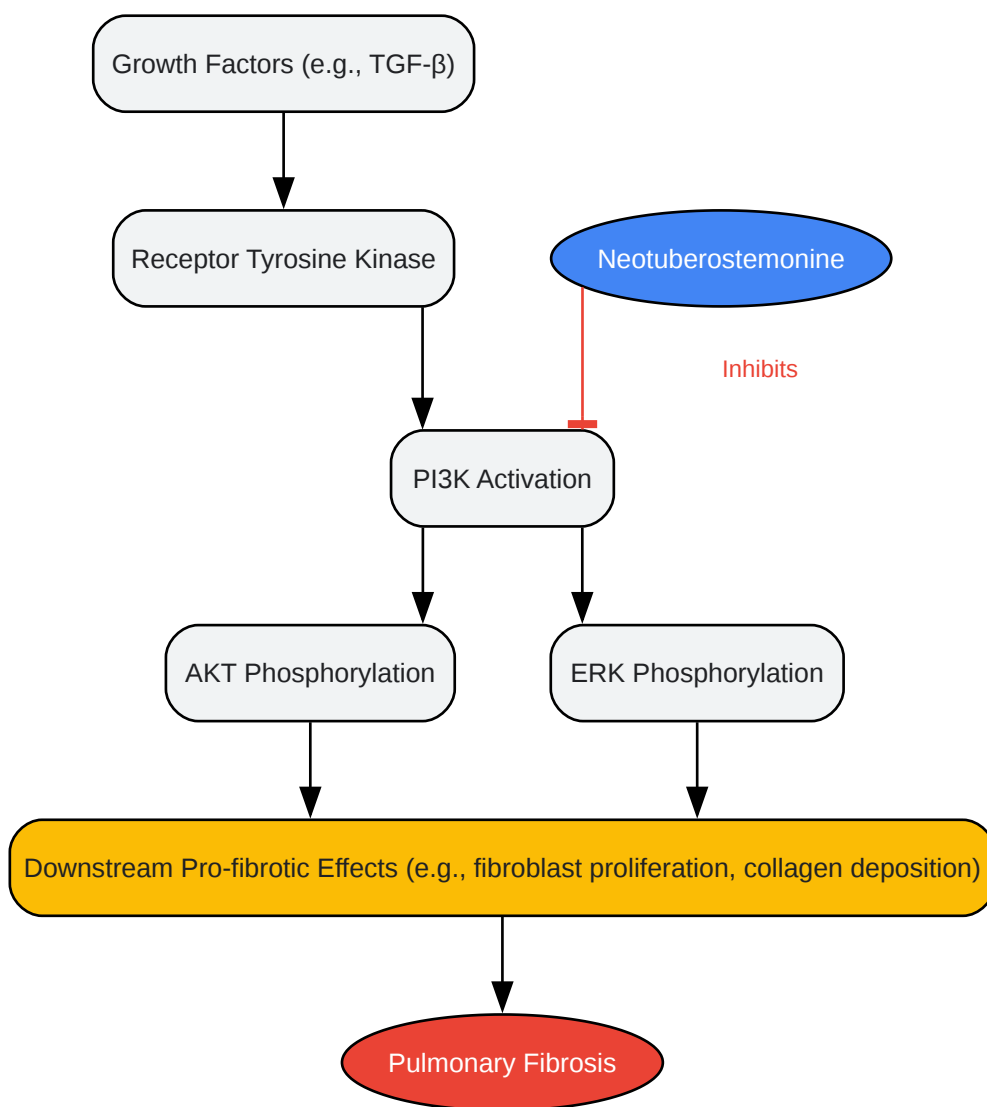 Growth Factors (e.g., TGF-β)
Receptor Tyrosine Kinase
Neotuberostemonine
Inhibits
PI3K Activation
AKT Phosphorylation
ERK Phosphorylation
Downstream Pro-fibrotic Effects (e.g., fibroblast proliferation, collagen deposition)
Pulmonary Fibrosis